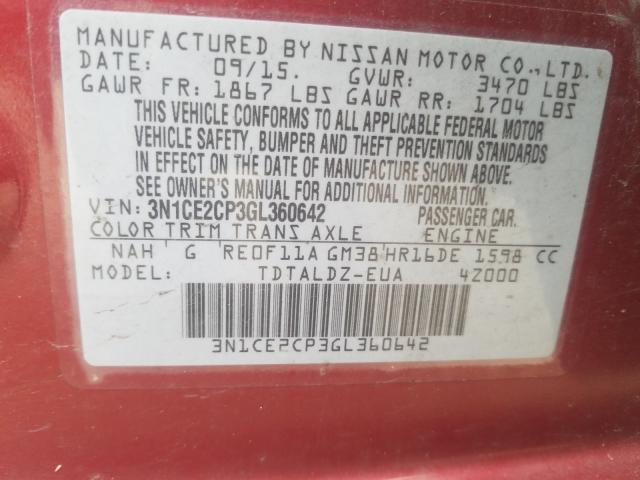 MANUFACTURED BY NISSAN MOTOR CO.,LTD.
DATE: 09/15. GVWR: 3470 LBS
GAWR FR: 1867 LBS GAWR RR: 1704 LBS
THIS VEHICLE CONFORMS TO ALL APPLICABLE FEDERAL MOTOR
VEHICLE SAFETY, BUMPER AND THEFT PREVENTION STANDARDS
IN EFFECT ON THE DATE OF MANUFACTURE SHOWN ABOVE.
SEE OWNER'S MANUAL FOR ADDITIONAL INFORMATION.
VIN: 3N1CE2CP3GL360642 PASSENGER CAR.
COLOR TRIM TRANS AXLE ENGINE
NAH G RE0F11A GM38 HR16DE 1598 CC
MODEL: TDTALDZ-EUA 4Z000
3N1CE2CP3GL360642